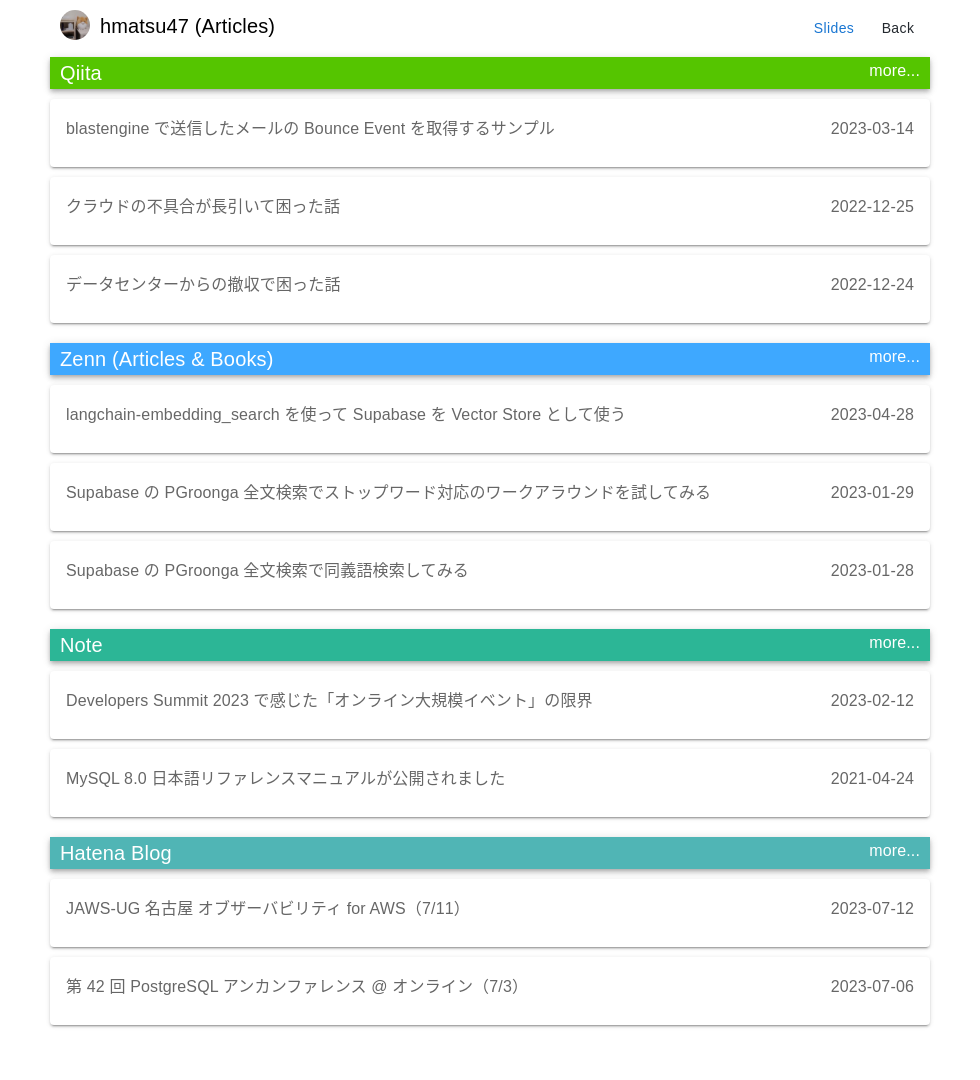 hmatsu47 (Articles)
Slides
Back
Qiita
more...
blastengine で送信したメールの Bounce Event を取得するサンプル
2023-03-14
クラウドの不具合が長引いて困った話
2022-12-25
データセンターからの撤収で困った話
2022-12-24
Zenn (Articles & Books)
more...
langchain-embedding_search を使って Supabase を Vector Store として使う
2023-04-28
Supabase の PGroonga 全文検索でストップワード対応のワークアラウンドを試してみる
2023-01-29
Supabase の PGroonga 全文検索で同義語検索してみる
2023-01-28
Note
more...
Developers Summit 2023 で感じた「オンライン大規模イベント」の限界
2023-02-12
MySQL 8.0 日本語リファレンスマニュアルが公開されました
2021-04-24
Hatena Blog
more...
JAWS-UG 名古屋 オブザーバビリティ for AWS（7/11）
2023-07-12
第 42 回 PostgreSQL アンカンファレンス @ オンライン（7/3）
2023-07-06